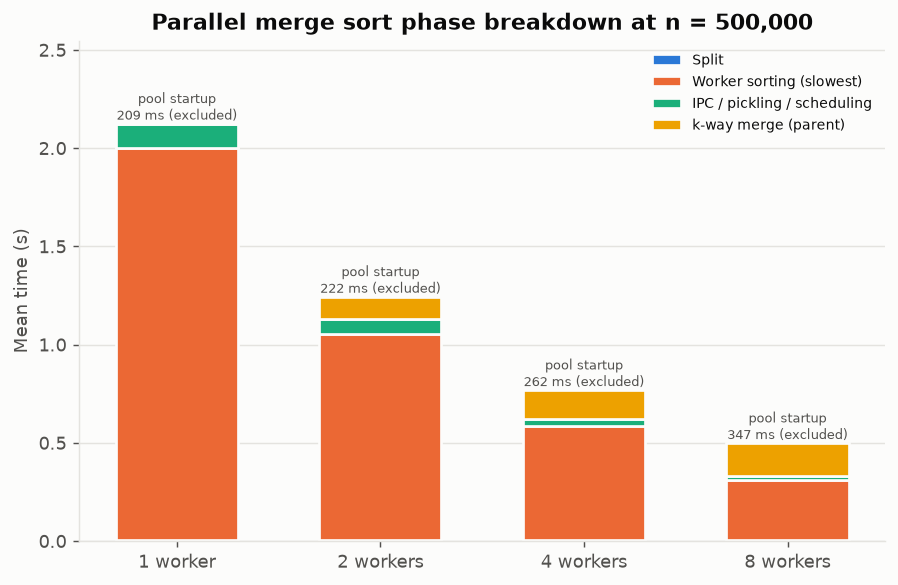 Parallel merge sort phase breakdown at n = 500,000
Split
Worker sorting (slowest)
IPC / pickling / scheduling
k-way merge (parent)
Mean time (s)
2.5
2.0
1.5
1.0
0.5
0.0
pool startup
209 ms (excluded)
pool startup
222 ms (excluded)
pool startup
262 ms (excluded)
pool startup
347 ms (excluded)
1 worker
2 workers
4 workers
8 workers